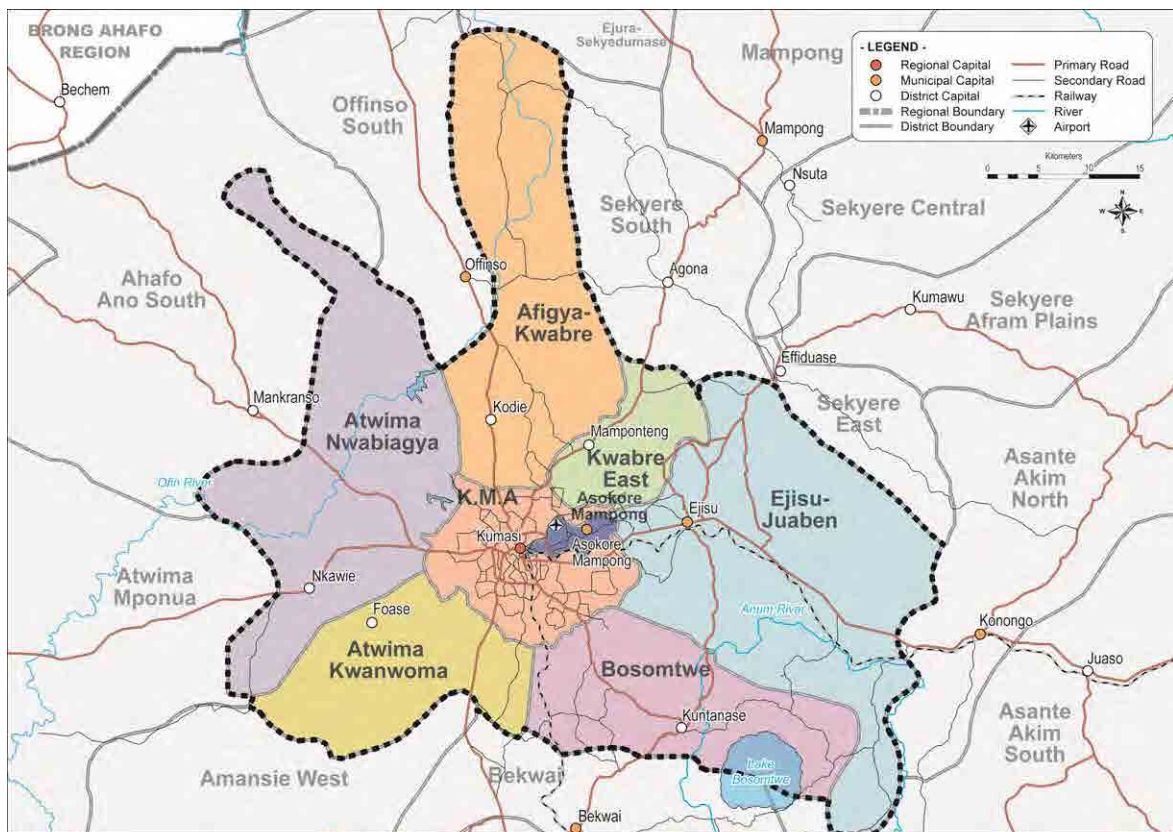 BRONG AHAFO
REGION
Bechem
Offinso
South
Ejura-
Sekyedumase
Mampong
- LEGEND -
Regional Capital
Municipal Capital
District Capital
Regional Boundary
District Boundary
Primary Road
Secondary Road
Railway
River
Airport
Kilometers
0 5 10 15
N
W E
S
Mampong
Nsuta
Sekyere
South
Sekyere Central
Ahafo
Ano South
Offinso
Agona
Afigya-
Kwabre
Kumawu
Sekyere
Afram Plains
Effiduase
Mankranso
Kodie
Sekyere
East
Atwima
Nwabiagya
Mamponteng
Kwabre
East
Asante
Akim
North
Ofin River
K.M.A
Asokore
Mampong
Ejisu
Ejisu-
Juaben
Kumasi
Asokore
Mampong
Atwima
Mponua
Nkawie
Foase
Anum River
Konongo
Atwima
Kwanwoma
Bosomtwe
Juaso
Kuntanase
Asante
Akim
South
Amansie West
Bekwai
Lake
Bosomtwe
Bekwai